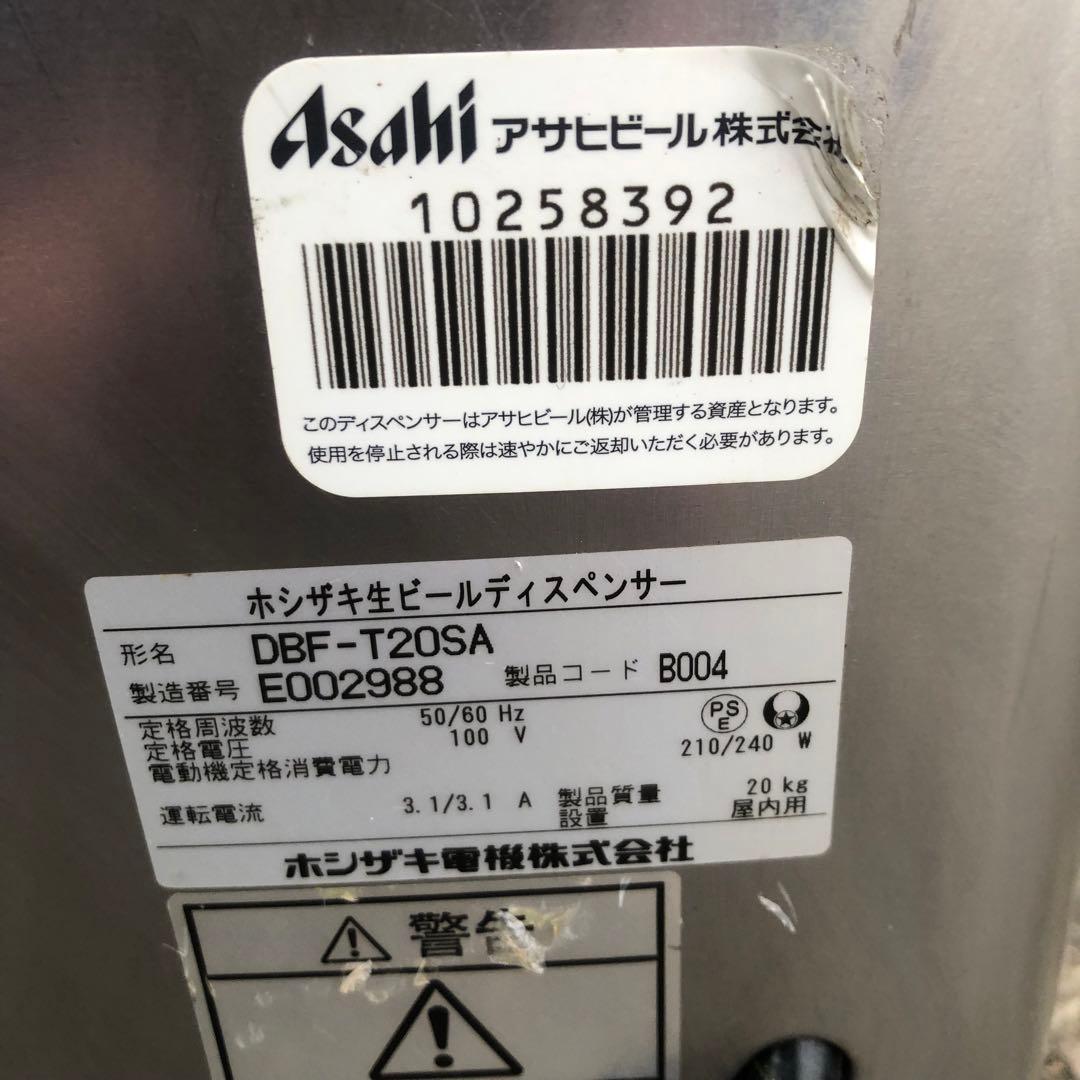 Asahi アサヒビール株式会社
10258392
このディスペンサーはアサヒビール(株)が管理する資産となります。
使用を停止される際は速やかにご返却いただく必要があります。
ホシザキ生ビールディスペンサー
形名 DBF-T20SA
製造番号 E002988 製品コード B004
定格周波数 50/60 Hz PSE
定格電圧 100 V
電動機定格消費電力 210/240 W
運転電流 3.1/3.1 A 製品質量 20 kg
設置 屋内用
ホシザキ電機株式会社
警告